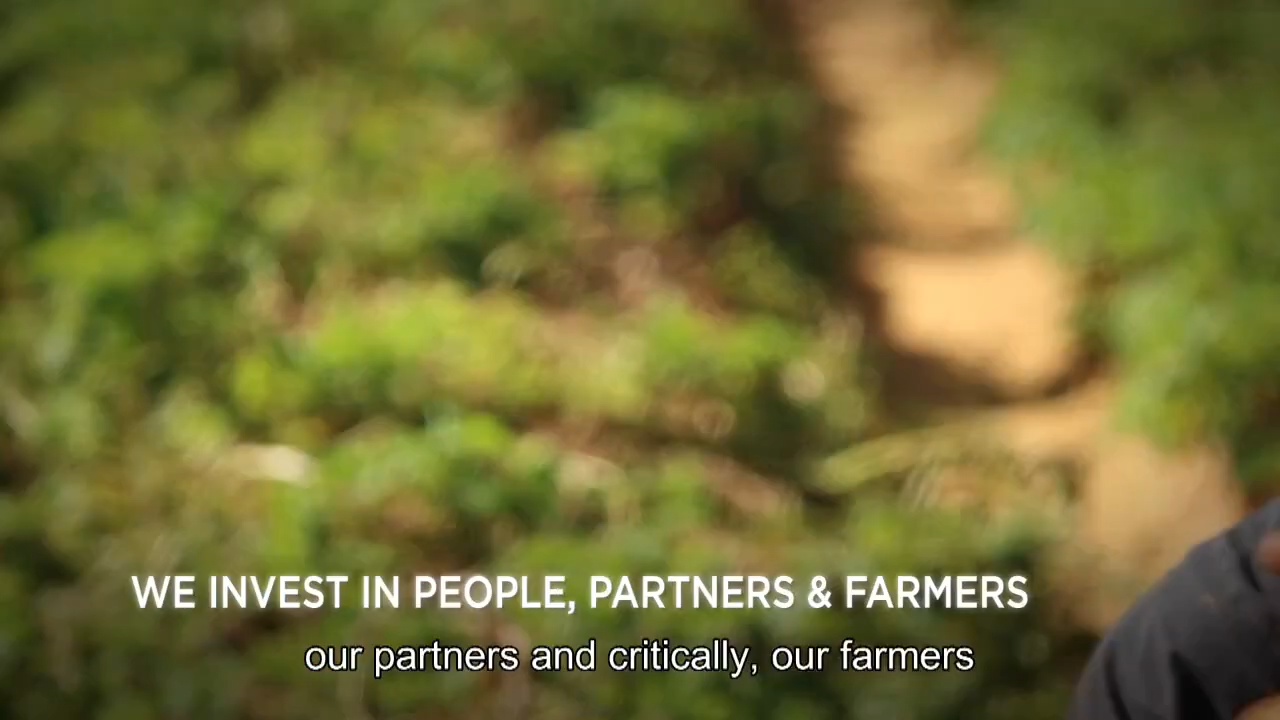 WE INVEST IN PEOPLE, PARTNERS & FARMERS
our partners and critically, our farmers